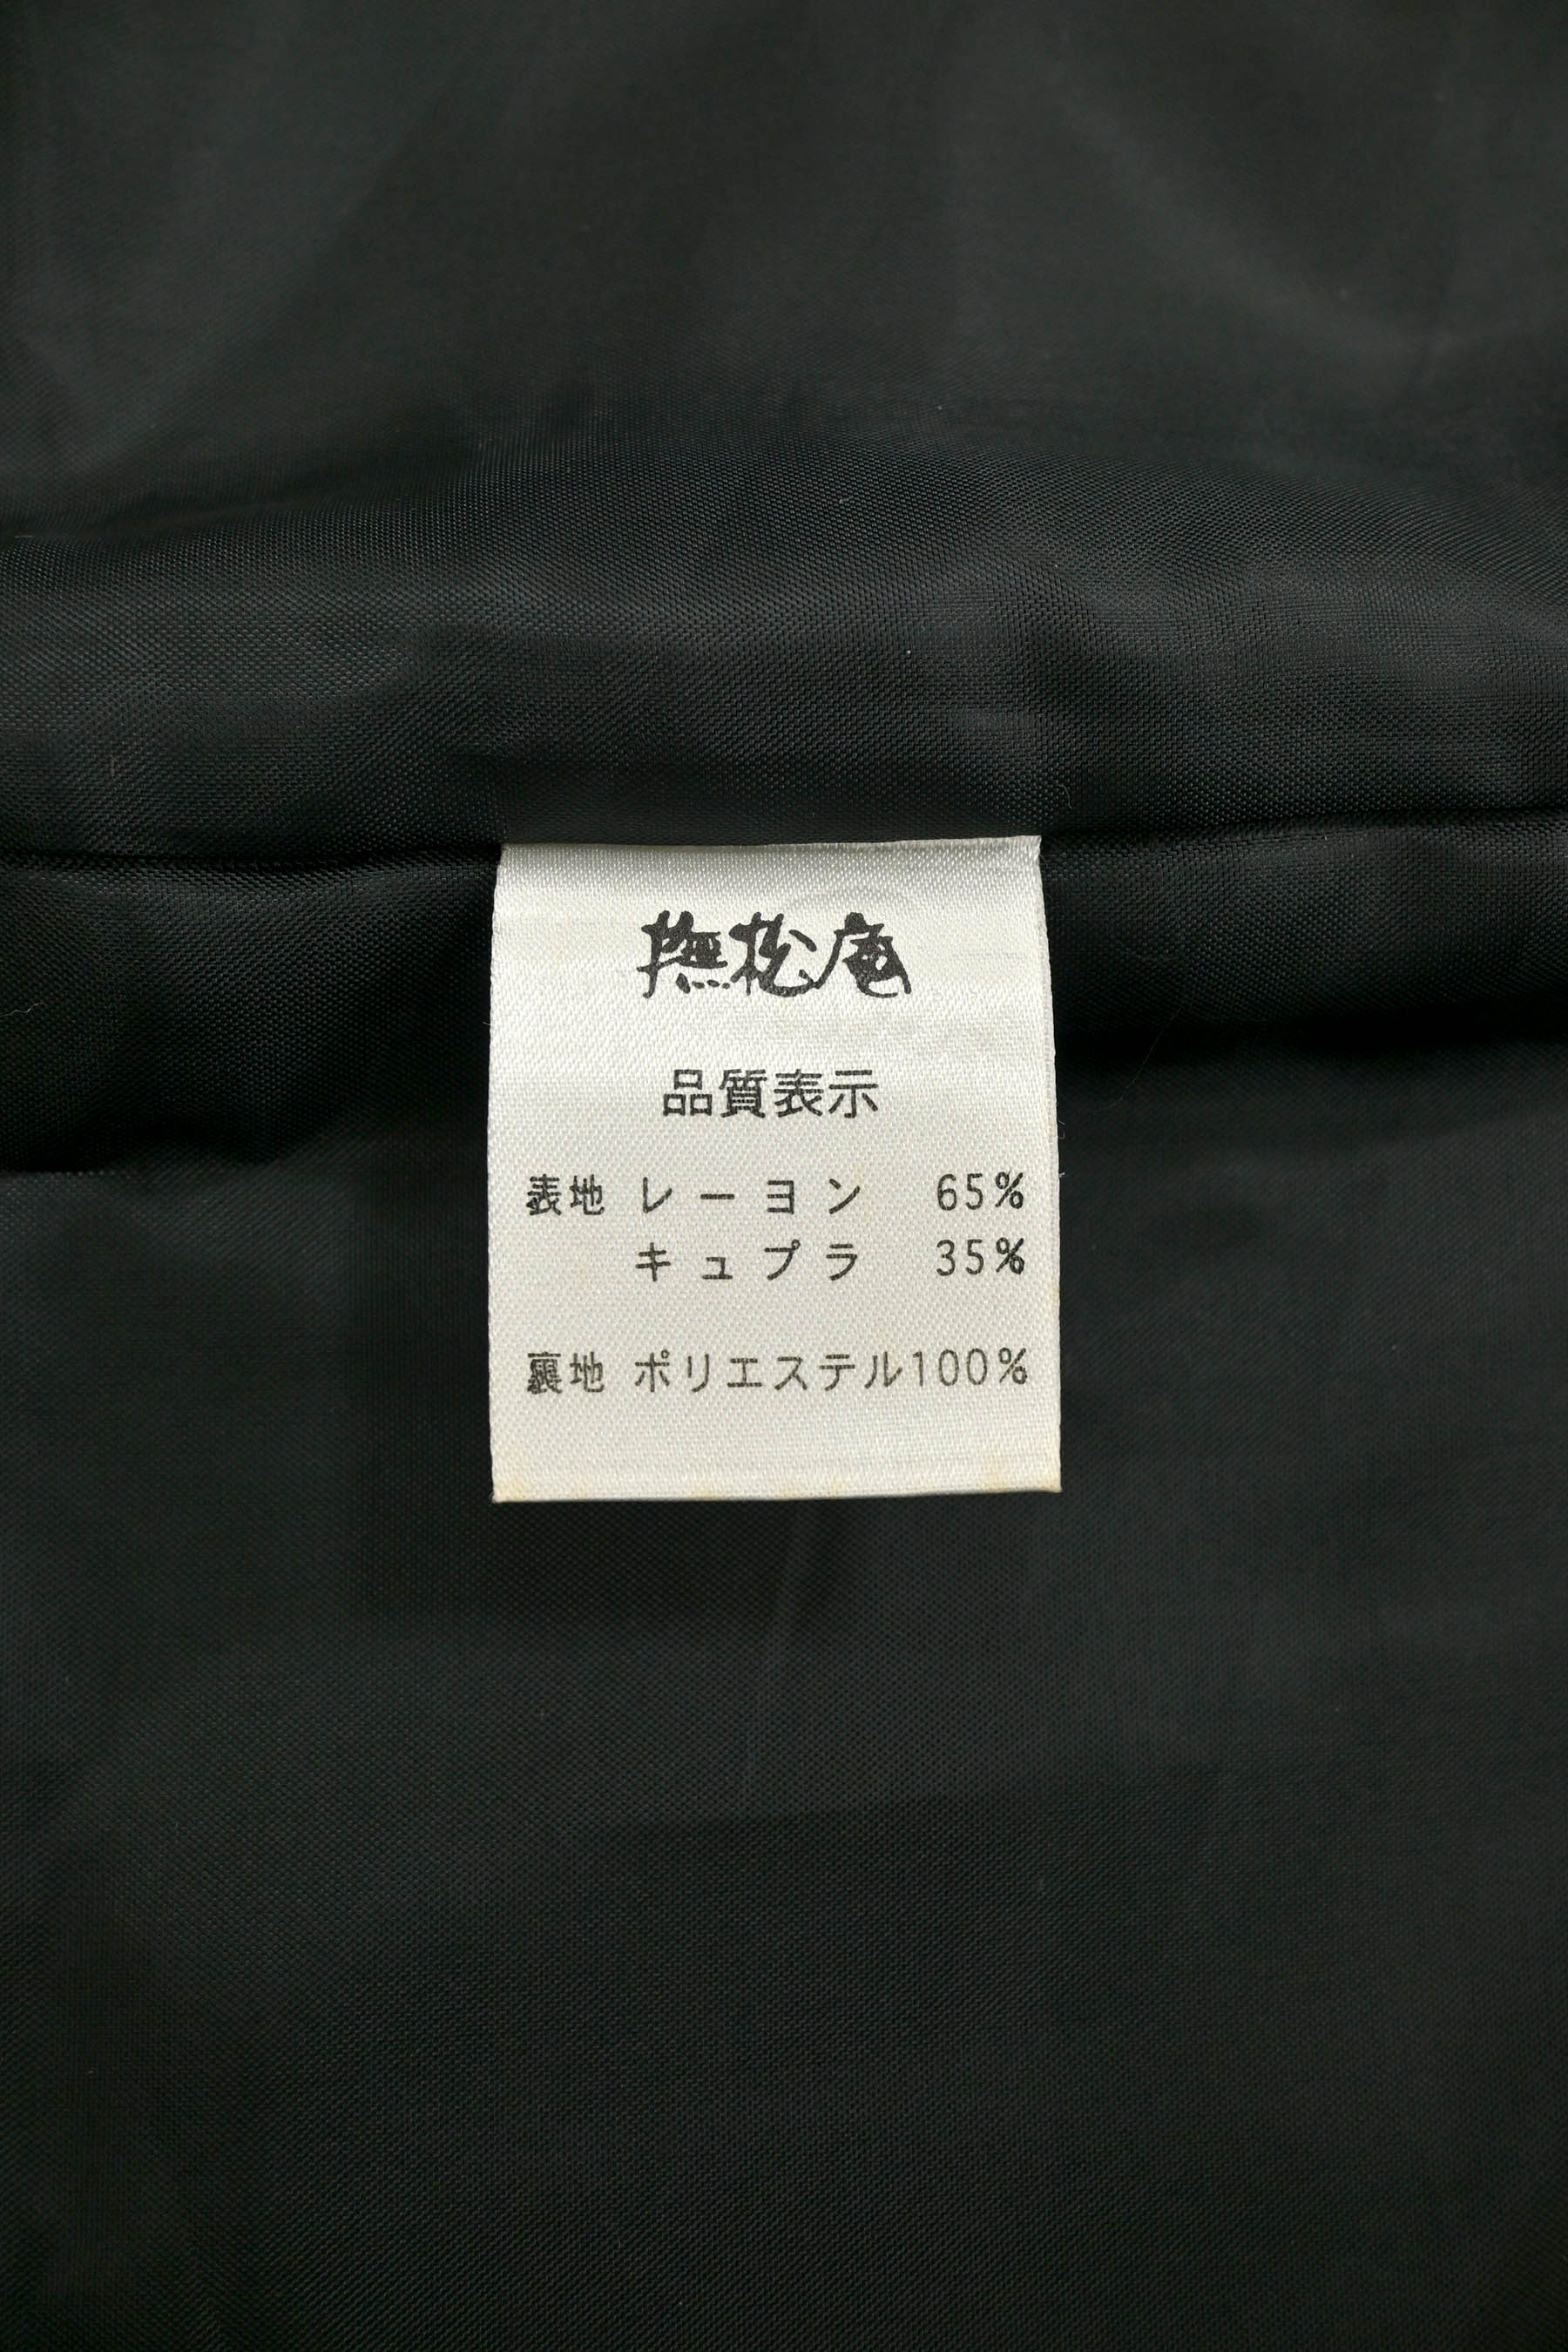 撫松庵
品質表示
表地 レーヨン 65%
キュプラ 35%
裏地 ポリエステル100%